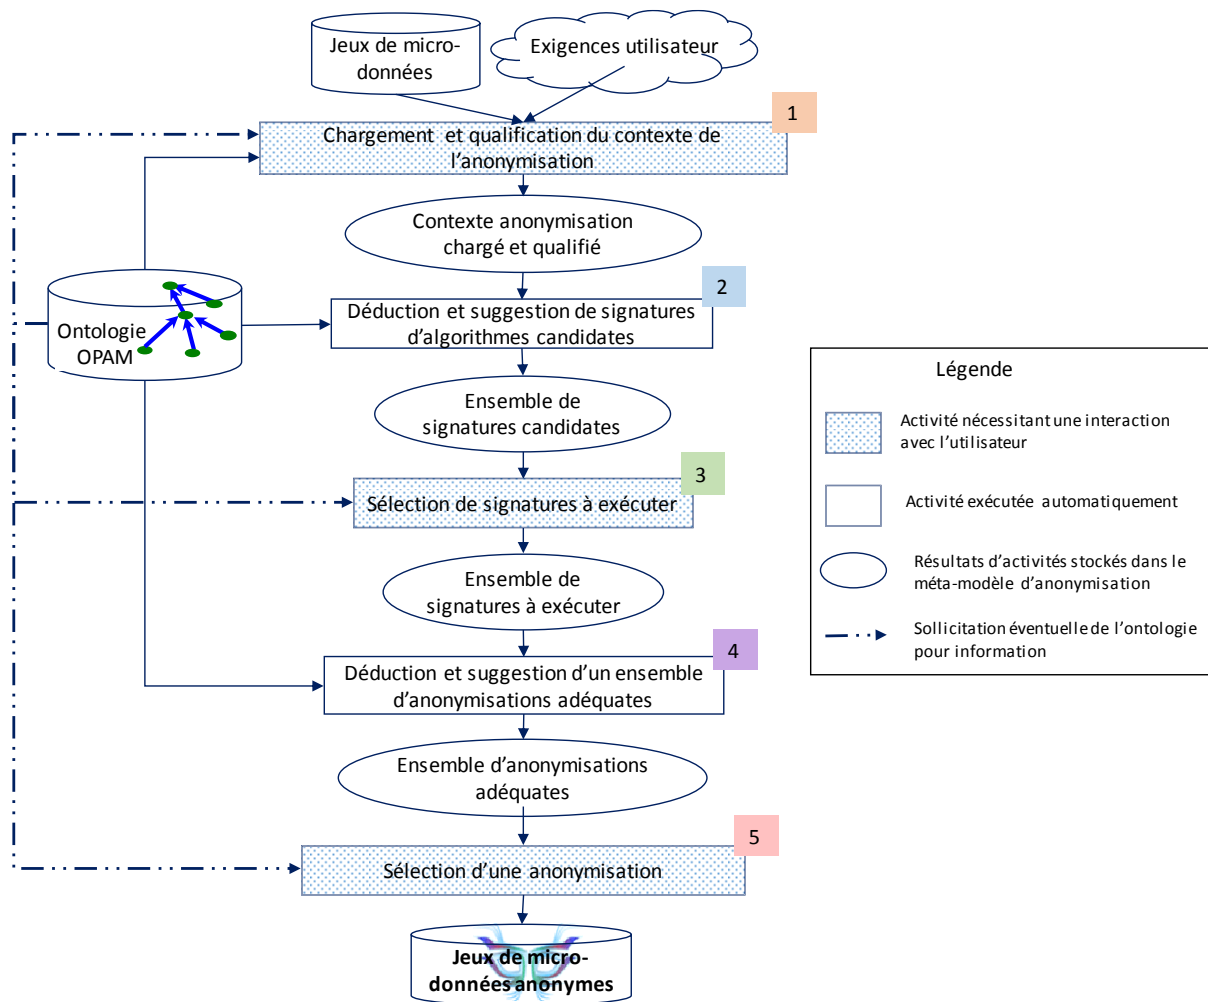 Jeux de micro-
données
Exigences utilisateur
1
Chargement et qualification du contexte de
l'anonymisation
Contexte anonymisation
chargé et qualifié
2
Ontologie
OPAM
Déduction et suggestion de signatures
d'algorithmes candidates
Ensemble de
signatures candidates
3
Sélection de signatures à exécuter
Ensemble de
signatures à exécuter
4
Déduction et suggestion d'un ensemble
d'anonymisations adéquates
Ensemble d'anonymisations
adéquates
5
Sélection d'une anonymisation
Jeux de micro-
données anonymes
Légende
Activité nécessitant une interaction
avec l'utilisateur
Activité exécutée automatiquement
Résultats d'activités stockés dans le
méta-modèle d'anonymisation
Sollicitation éventuelle de l'ontologie
pour information